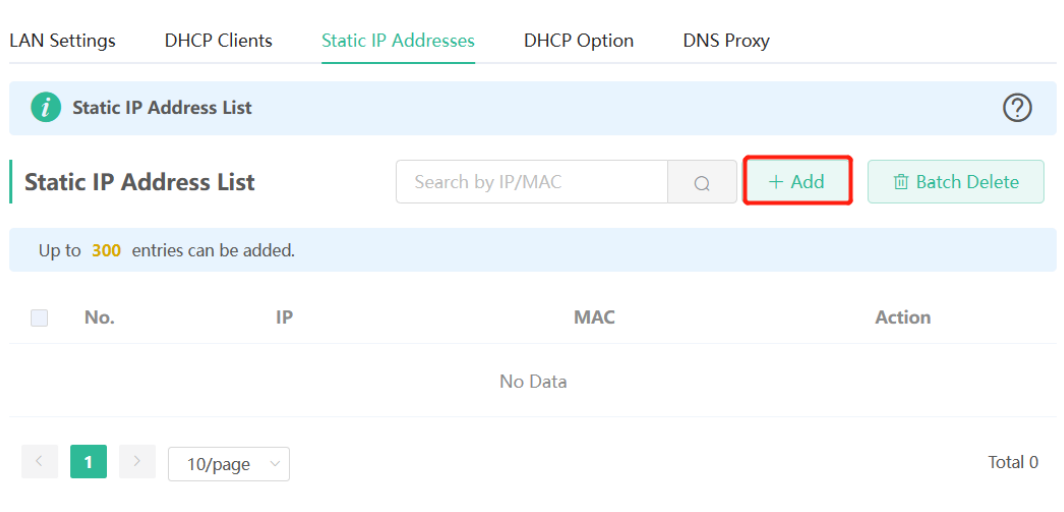 LAN Settings DHCP Clients Static IP Addresses DHCP Option DNS Proxy
i Static IP Address List ?
Static IP Address List Search by IP/MAC + Add Batch Delete
Up to 300 entries can be added.
No. IP MAC Action
No Data
< 1 > 10/page Total 0